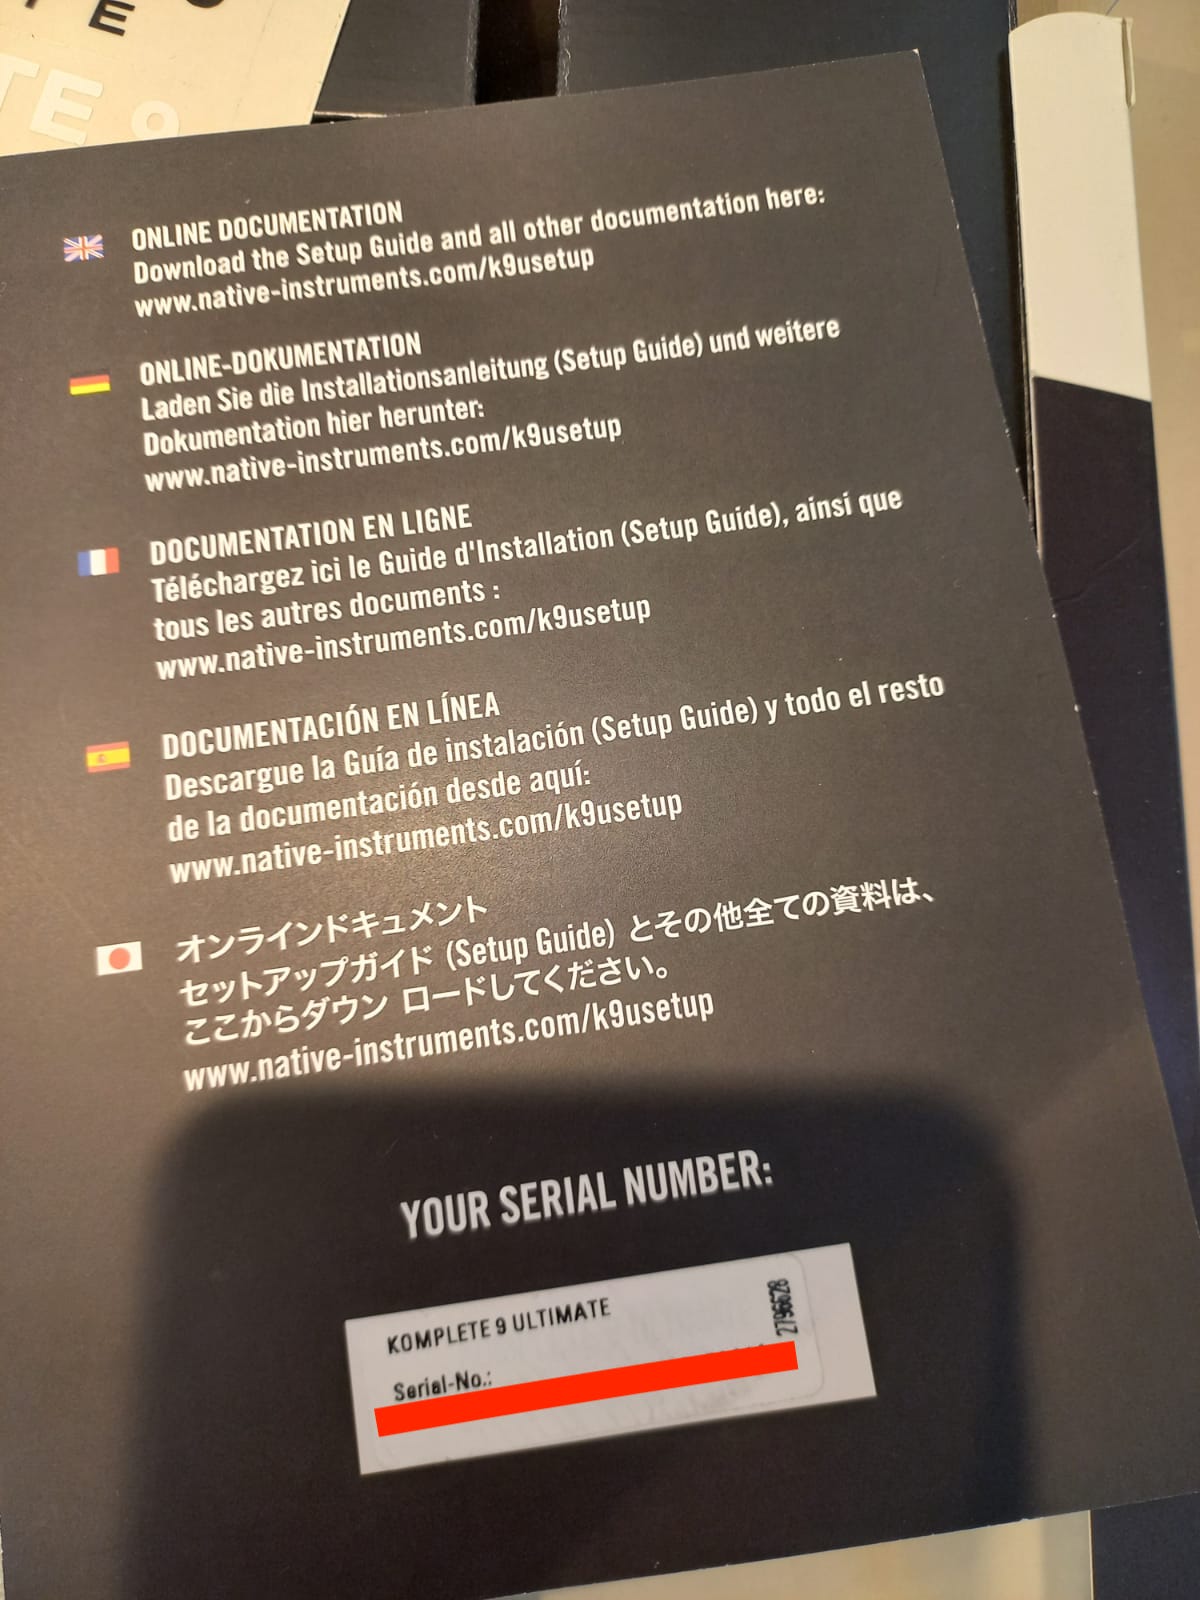 TE
TE 9
ONLINE DOCUMENTATION
Download the Setup Guide and all other documentation here:
www.native-instruments.com/k9usetup
ONLINE-DOKUMENTATION
Laden Sie die Installationsanleitung (Setup Guide) und weitere
Dokumentation hier herunter:
www.native-instruments.com/k9usetup
DOCUMENTATION EN LIGNE
Téléchargez ici le Guide d'Installation (Setup Guide), ainsi que
tous les autres documents :
www.native-instruments.com/k9usetup
DOCUMENTACIÓN EN LÍNEA
Descargue la Guía de instalación (Setup Guide) y todo el resto
de la documentación desde aquí:
www.native-instruments.com/k9usetup
オンラインドキュメント
セットアップガイド (Setup Guide) とその他全ての資料は、
ここからダウン ロードしてください。
www.native-instruments.com/k9usetup
YOUR SERIAL NUMBER:
KOMPLETE 9 ULTIMATE
Serial-No.:
2796628